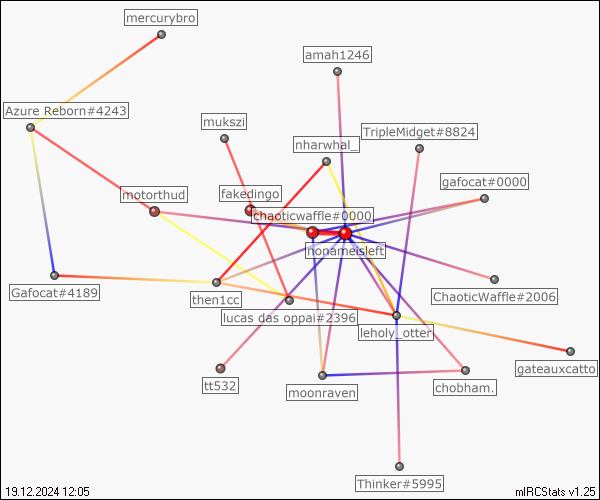 mercurybro
amah1246
Azure Reborn#4243
mukszi
TripleMidget#8824
nharwhal_
gafocat#0000
motorthud
fakedingo
chaoticwaffle#0000
nonameisleft
Gafocat#4189
then1cc
ChaoticWaffle#2006
lucas das oppai#2396
leholy_otter
gateauxcatto
tt532
moonraven
chobham.
Thinker#5995
19.12.2024 12:05
mIRCStats v1.25